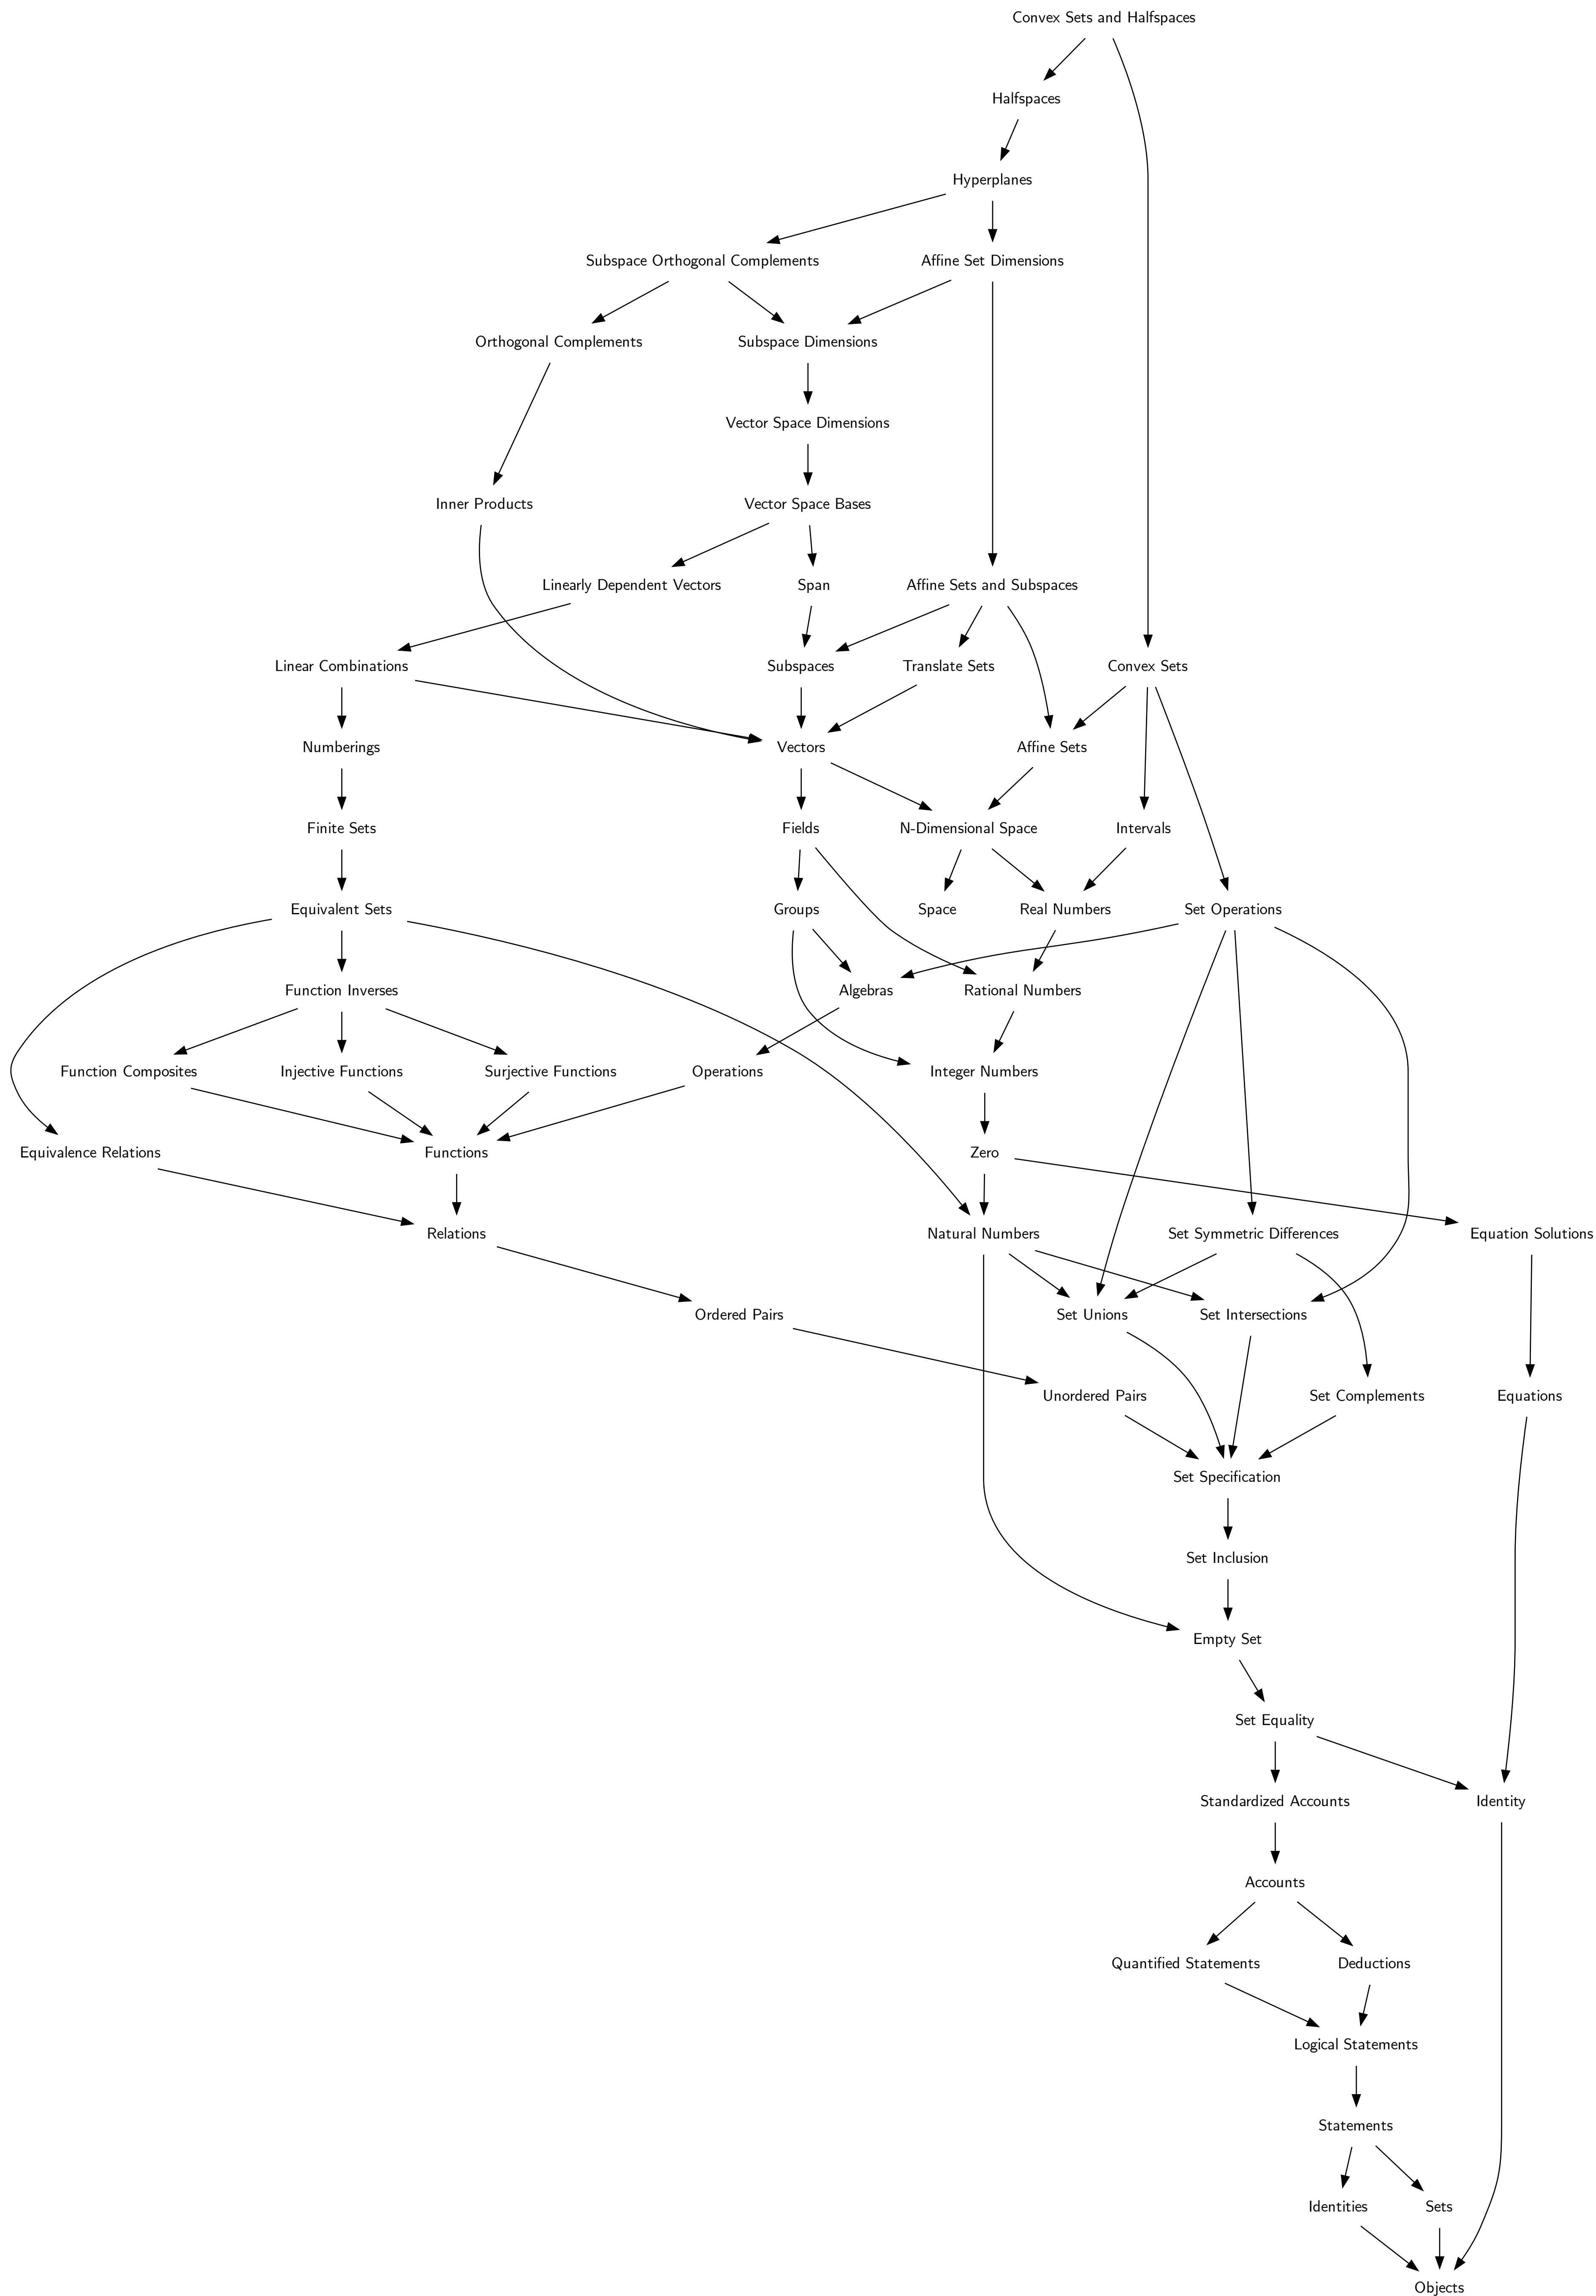 Convex Sets and Halfspaces
Halfspaces
Hyperplanes
Subspace Orthogonal Complements
Affine Set Dimensions
Orthogonal Complements
Subspace Dimensions
Vector Space Dimensions
Inner Products
Vector Space Bases
Linearly Dependent Vectors
Span
Affine Sets and Subspaces
Linear Combinations
Subspaces
Translate Sets
Convex Sets
Numberings
Vectors
Affine Sets
Finite Sets
Fields
N-Dimensional Space
Intervals
Equivalent Sets
Groups
Space
Real Numbers
Set Operations
Function Inverses
Algebras
Rational Numbers
Function Composites
Injective Functions
Surjective Functions
Operations
Integer Numbers
Equivalence Relations
Functions
Zero
Relations
Natural Numbers
Set Symmetric Differences
Equation Solutions
Ordered Pairs
Set Unions
Set Intersections
Unordered Pairs
Set Complements
Equations
Set Specification
Set Inclusion
Empty Set
Set Equality
Standardized Accounts
Identity
Accounts
Quantified Statements
Deductions
Logical Statements
Statements
Identities
Sets
Objects